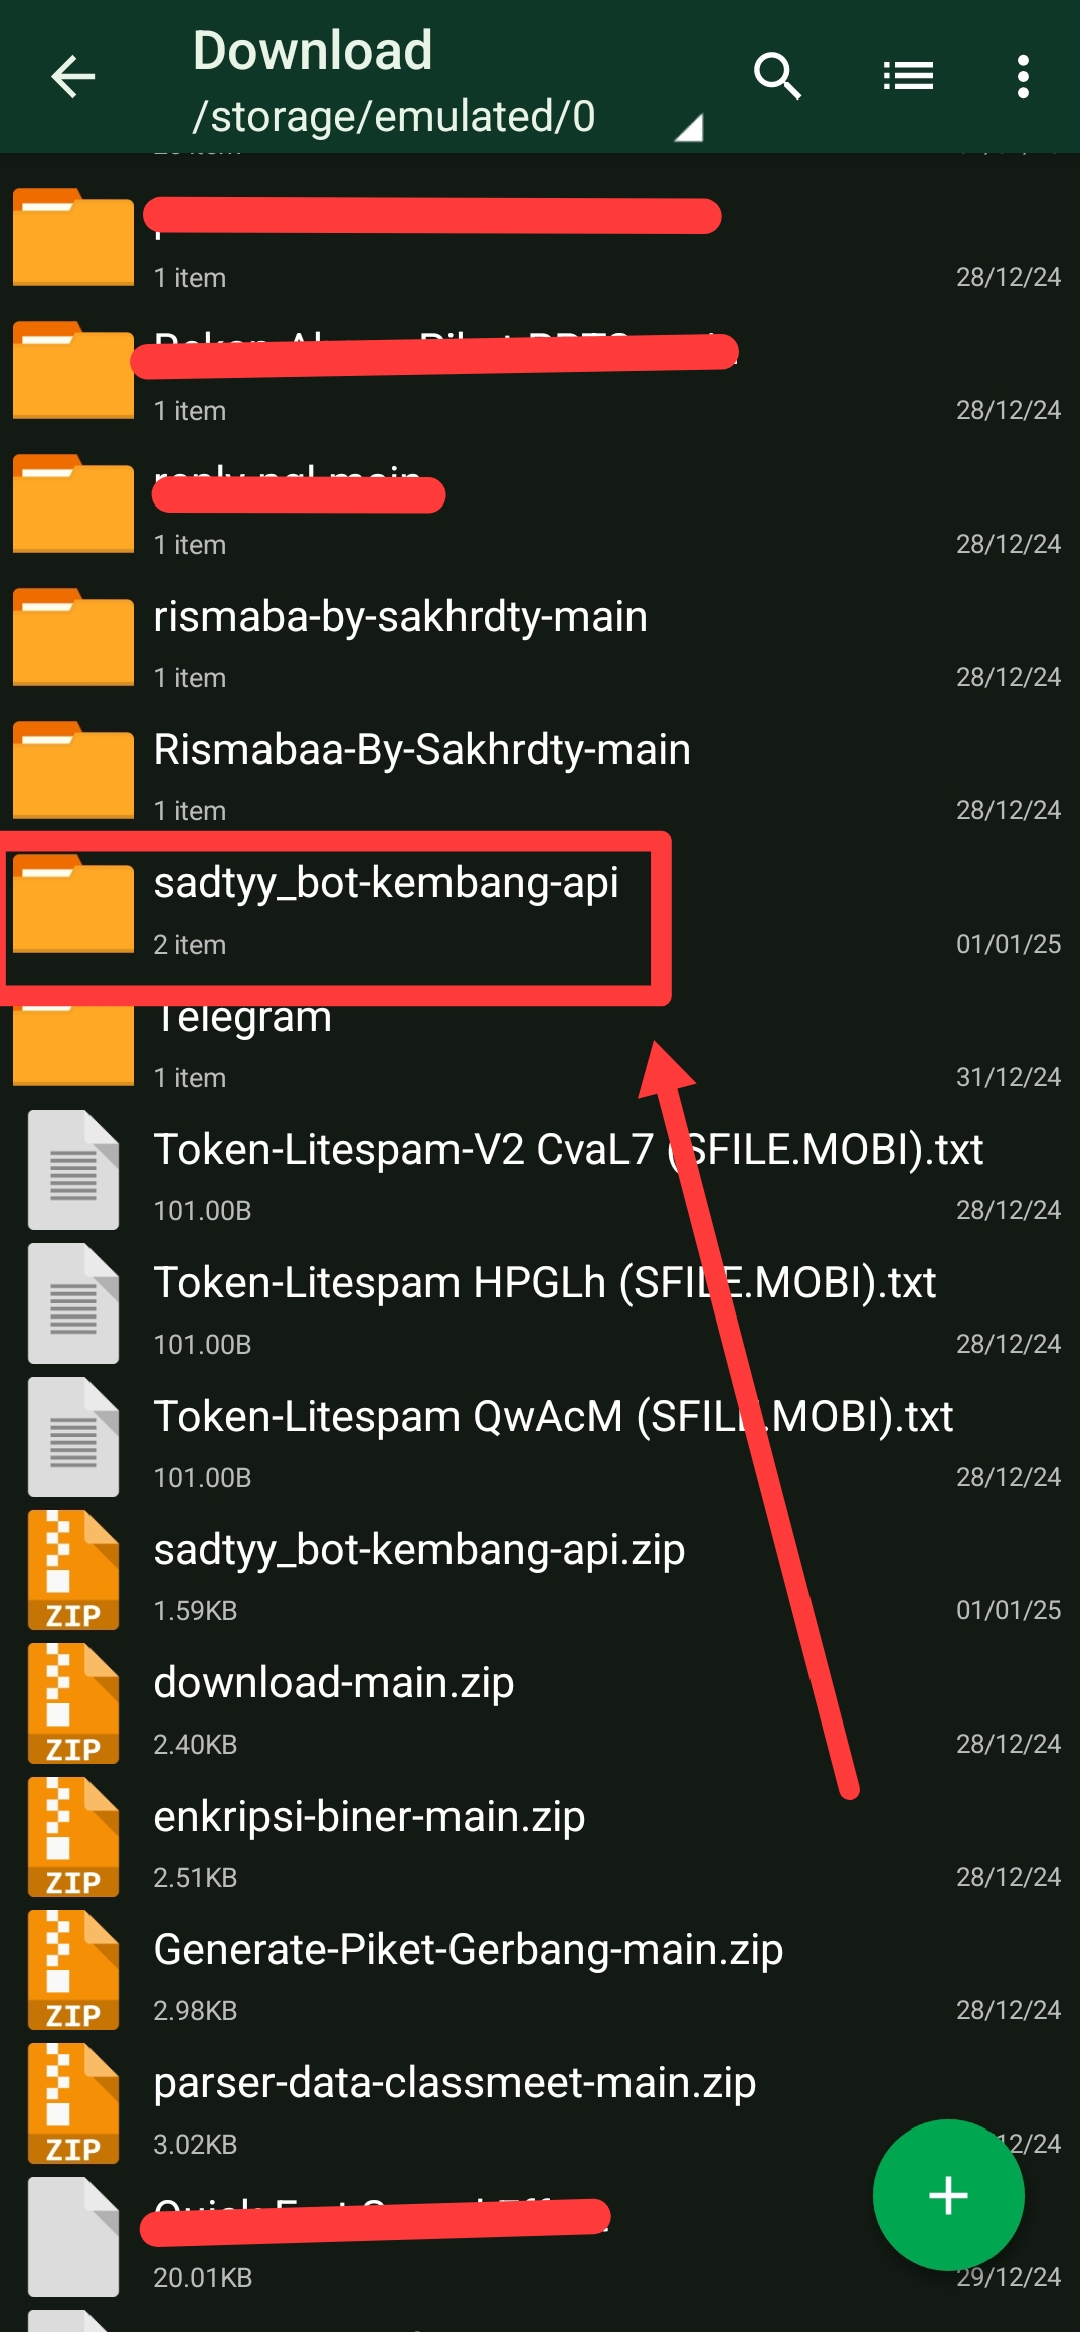 Download
/storage/emulated/0
1 item
28/12/24
1 item
28/12/24
1 item
28/12/24
rismaba-by-sakhrdty-main
1 item
28/12/24
Rismabaa-By-Sakhrdty-main
1 item
28/12/24
sadtyy_bot-kembang-api
2 item
01/01/25
Telegram
1 item
31/12/24
Token-Litespam-V2 CvaL7 (SFILE.MOBI).txt
101.00B
28/12/24
Token-Litespam HPGLh (SFILE.MOBI).txt
101.00B
28/12/24
Token-Litespam QwAcM (SFILE.MOBI).txt
101.00B
28/12/24
ZIP
sadtyy_bot-kembang-api.zip
1.59KB
01/01/25
ZIP
download-main.zip
2.40KB
28/12/24
ZIP
enkripsi-biner-main.zip
2.51KB
28/12/24
ZIP
Generate-Piket-Gerbang-main.zip
2.98KB
28/12/24
ZIP
parser-data-classmeet-main.zip
3.02KB
12/24
20.01KB
29/12/24